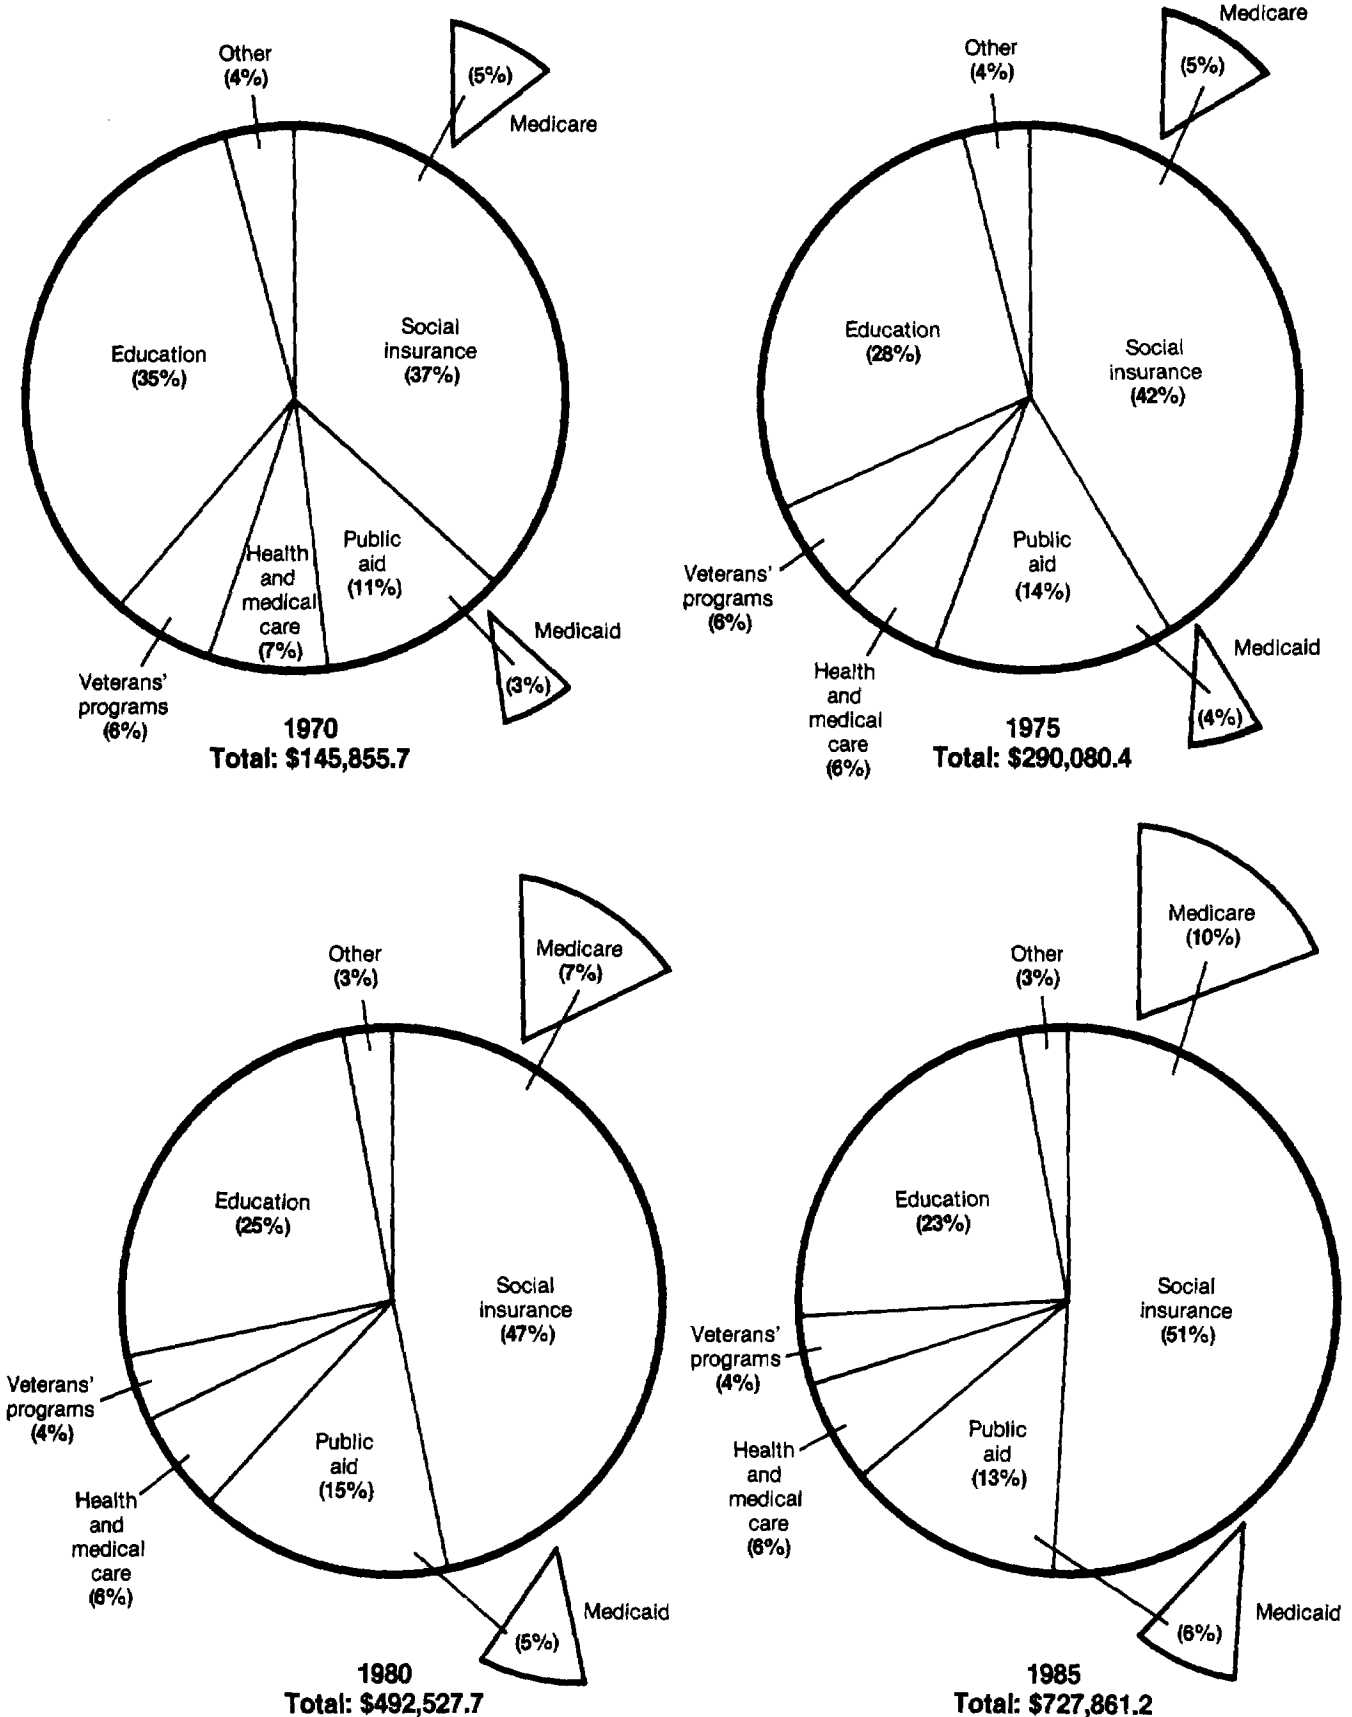 Other
(4%)
(5%)
Medicare
Education
(35%)
Social
insurance
(37%)
Health
and
medical
care
(7%)
Public
aid
(11%)
Veterans'
programs
(6%)
Medicaid
(3%)
1970
Total: $145,855.7
Other
(4%)
Medicare
(5%)
Education
(28%)
Social
insurance
(42%)
Veterans'
programs
(6%)
Health
and
medical
care
(6%)
Public
aid
(14%)
Medicaid
(4%)
1975
Total: $290,080.4
Other
(3%)
Medicare
(7%)
Education
(25%)
Social
insurance
(47%)
Veterans'
programs
(4%)
Health
and
medical
care
(6%)
Public
aid
(15%)
Medicaid
(5%)
1980
Total: $492,527.7
Other
(3%)
Medicare
(10%)
Education
(23%)
Social
insurance
(51%)
Veterans'
programs
(4%)
Health
and
medical
care
(6%)
Public
aid
(13%)
Medicaid
(6%)
1985
Total: $727,861.2